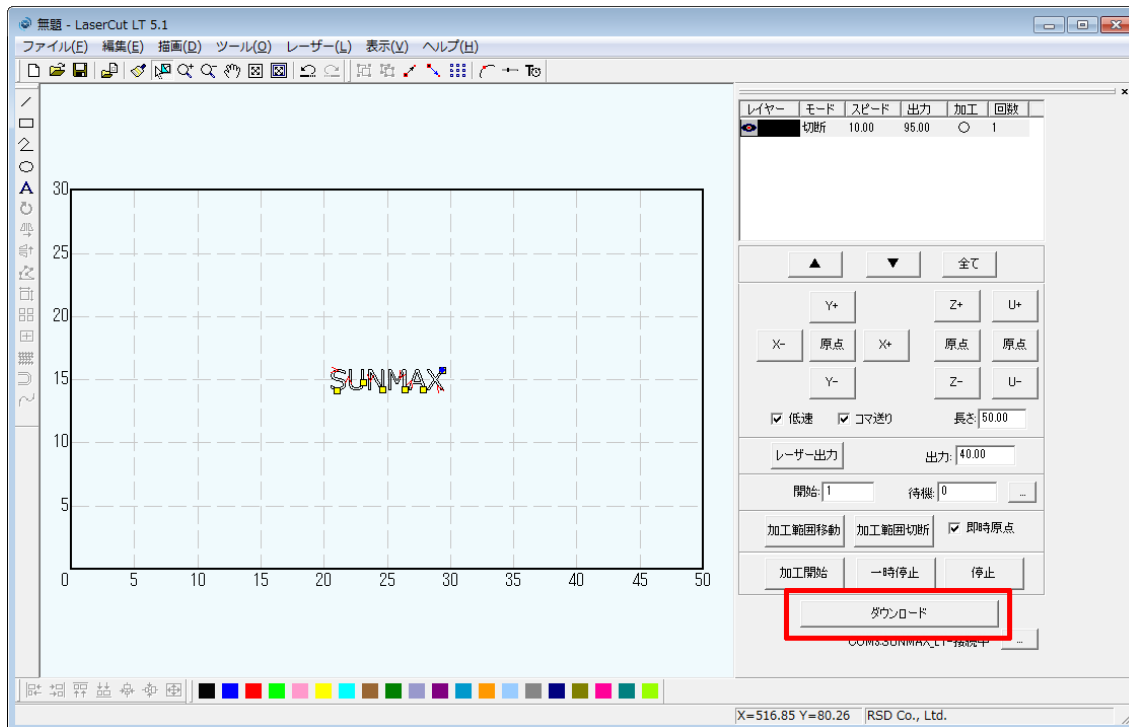 無題 - LaserCut LT 5.1
ファイル(F) 編集(E) 描画(D) ツール(O) レーザー(L) 表示(V) ヘルプ(H)
レイヤー モード スピード 出力 加工 回数
切断 10.00 95.00 1
30
25
20
15
10
5
SUNMAX
0 5 10 15 20 25 30 35 40 45 50
▲ ▼ 全て
Y+ Z+ U+
X- 原点 X+ 原点 原点
Y- Z- U-
低速 コマ送り 長さ: 50.00
レーザー出力 出力: 40.00
開始: 1 待機: 0 ...
加工範囲移動 加工範囲切断 即時原点
加工開始 一時停止 停止
ダウンロード
COM3:SUNMAX_LT-接続中 ...
X=516.85 Y=80.26 RSD Co., Ltd.